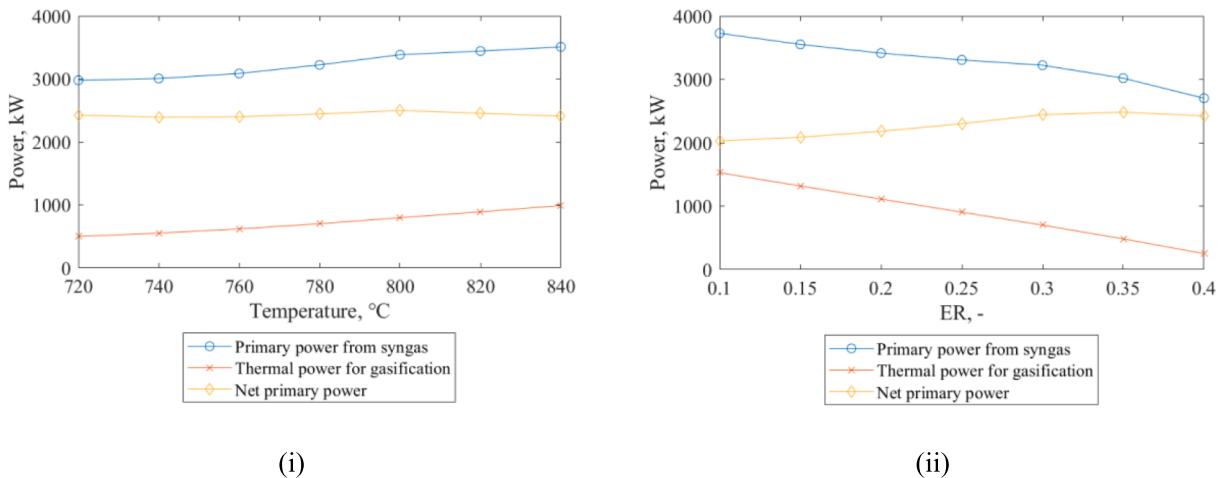 4000
3000
2000
1000
0
Power, kW
720 740 760 780 800 820 840
Temperature, °C
Primary power from syngas
Thermal power for gasification
Net primary power
(i)
4000
3000
2000
1000
0
Power, kW
0.1 0.15 0.2 0.25 0.3 0.35 0.4
ER, -
Primary power from syngas
Thermal power for gasification
Net primary power
(ii)